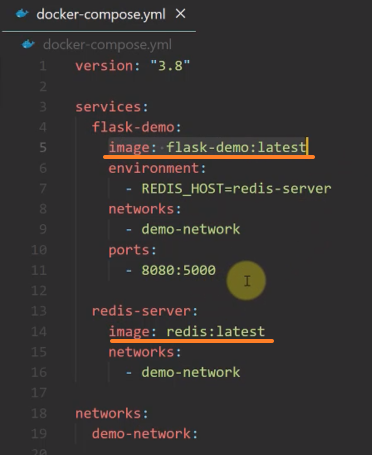 docker-compose.yml ×
docker-compose.yml
1 version: "3.8"
2
3 services:
4   flask-demo:
5     image: flask-demo:latest
6     environment:
7       - REDIS_HOST=redis-server
8     networks:
9       - demo-network
10     ports:
11       - 8080:5000
12
13   redis-server:
14     image: redis:latest
15     networks:
16       - demo-network
17
18 networks:
19   demo-network: